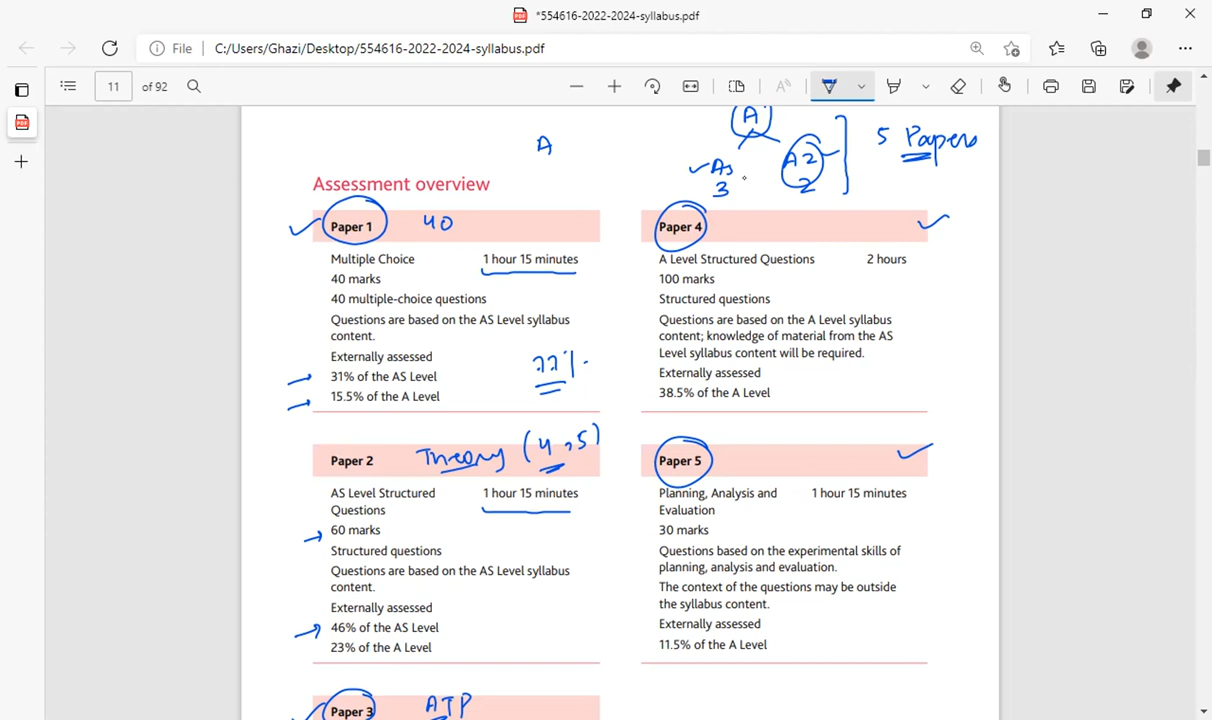 *554616-2022-2024-syllabus.pdf
File | C:/Users/Ghazi/Desktop/554616-2022-2024-syllabus.pdf
11 of 92
A
A
As
3
A2
2
5 Papers
Assessment overview
Paper 1 40
Multiple Choice 1 hour 15 minutes
40 marks
40 multiple-choice questions
Questions are based on the AS Level syllabus
content.
Externally assessed
31% of the AS Level
15.5% of the A Level
77%
Paper 2 Theory (4,5)
AS Level Structured 1 hour 15 minutes
Questions
60 marks
Structured questions
Questions are based on the AS Level syllabus
content.
Externally assessed
46% of the AS Level
23% of the A Level
Paper 3 ATP
Paper 4
A Level Structured Questions 2 hours
100 marks
Structured questions
Questions are based on the A Level syllabus
content; knowledge of material from the AS
Level syllabus content will be required.
Externally assessed
38.5% of the A Level
Paper 5
Planning, Analysis and 1 hour 15 minutes
Evaluation
30 marks
Questions based on the experimental skills of
planning, analysis and evaluation.
The context of the questions may be outside
the syllabus content.
Externally assessed
11.5% of the A Level